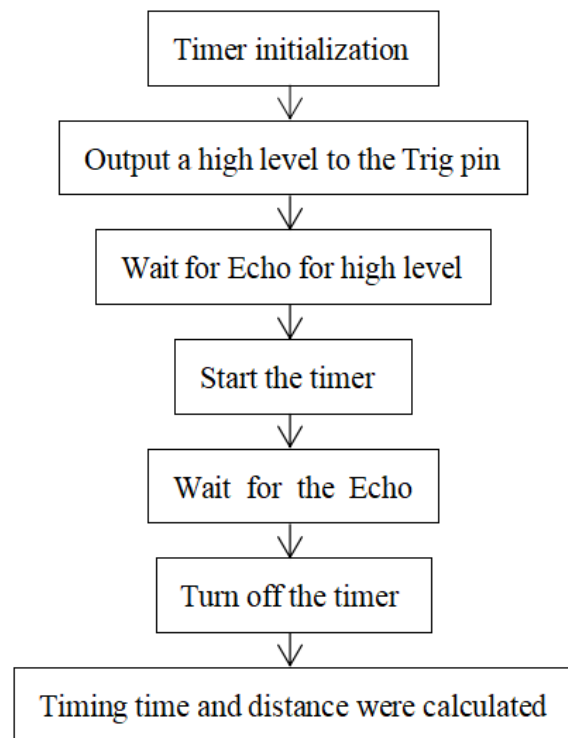 Timer initialization
Output a high level to the Trig pin
Wait for Echo for high level
Start the timer
Wait for the Echo
Turn off the timer
Timing time and distance were calculated